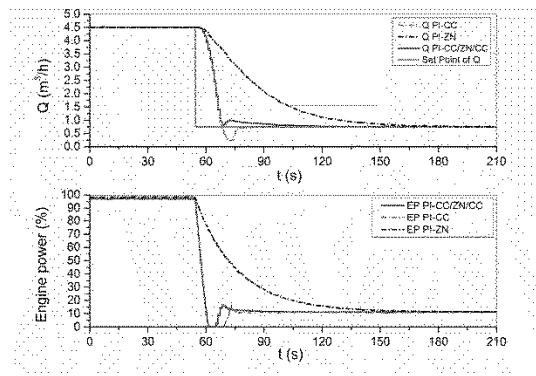 5.0
4.5
4.0
3.5
3.0
2.5
2.0
1.5
1.0
0.5
0.0
Q (m³/h)
Q PI-CC
Q PI-ZN
Q PI-CC/ZN/CC
Set Point of Q
0 30 60 90 120 150 180 210
t (s)
100
90
80
70
60
50
40
30
20
10
0
Engine power (%)
EP PI-CC/ZN/CC
EP PI-CC
EP PI-ZN
0 30 60 90 120 150 180 210
t (s)